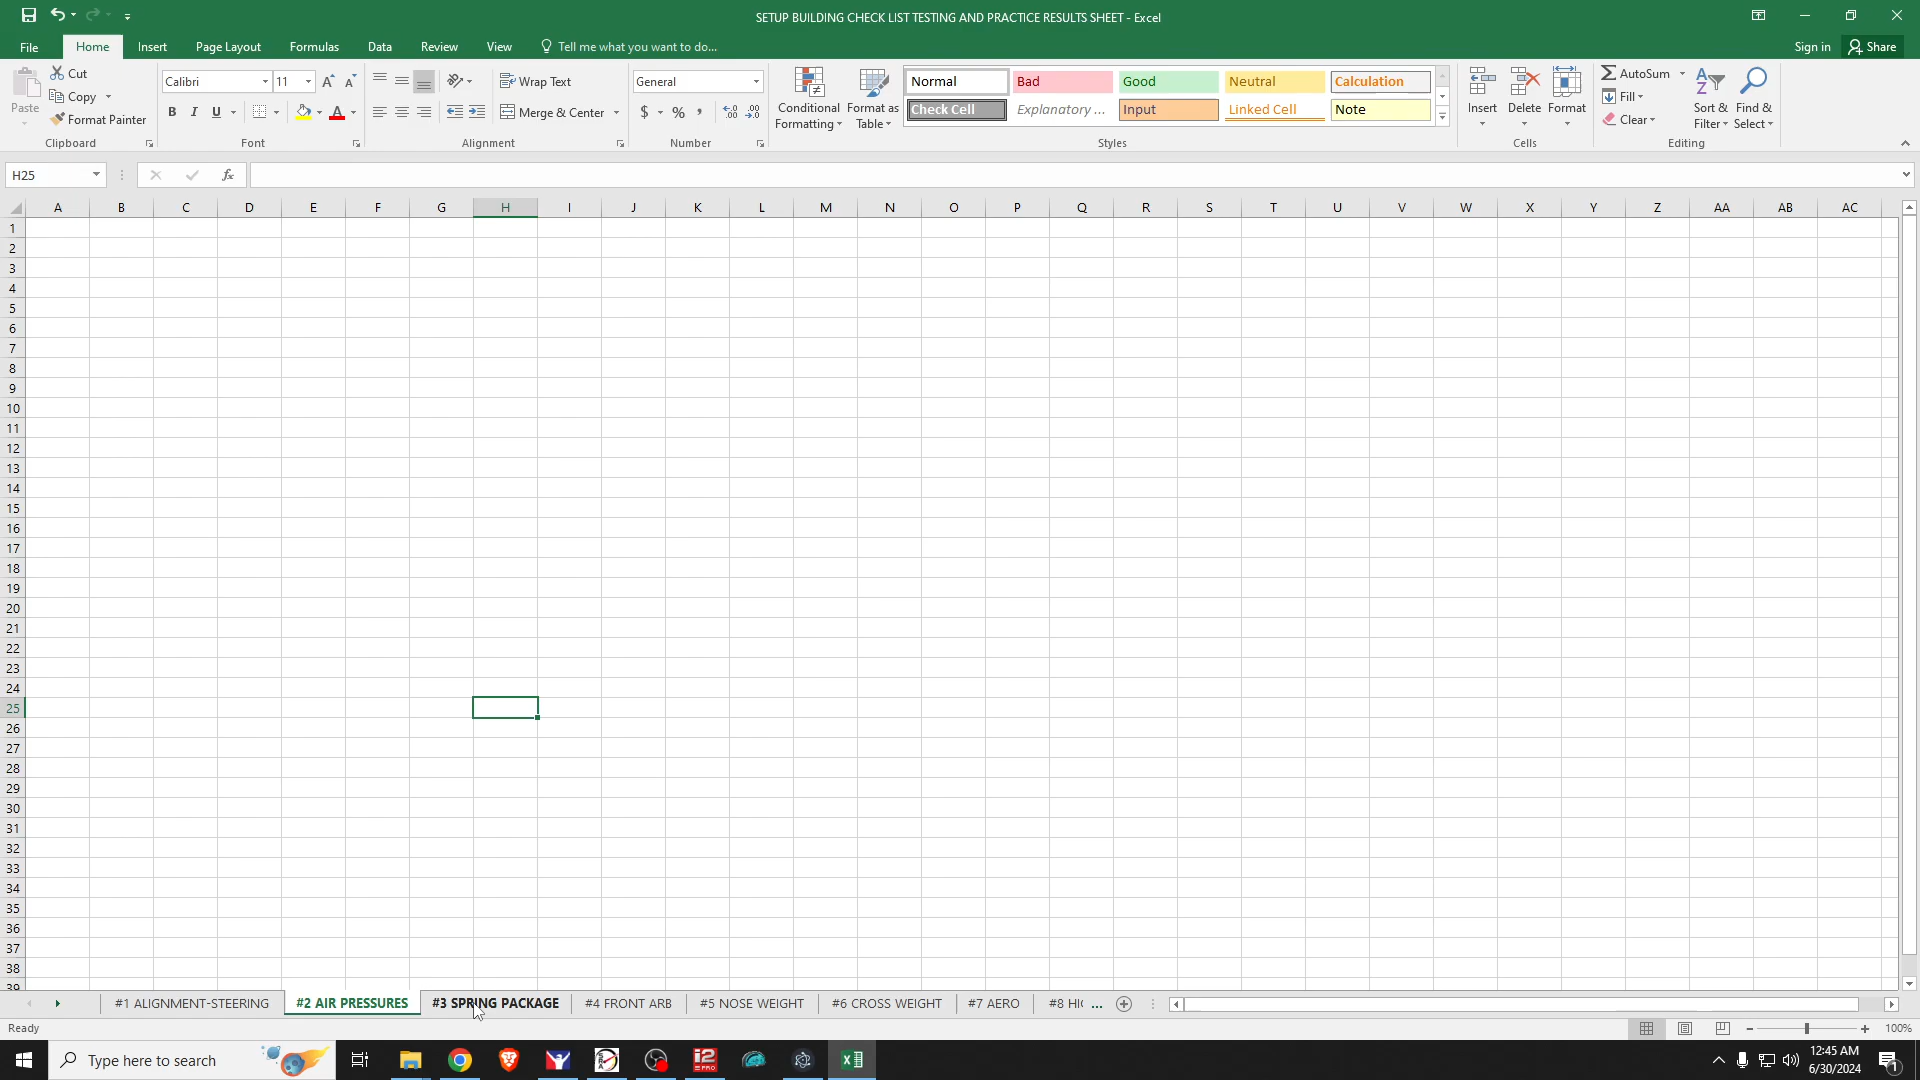 SETUP BUILDING CHECK LIST TESTING AND PRACTICE RESULTS SHEET - Excel
File Home Insert Page Layout Formulas Data Review View Tell me what you want to do... Sign in Share
Paste Cut Copy Format Painter Clipboard
Calibri 11 B I U A Font
Wrap Text Merge & Center Alignment
General $ % Number
Conditional Formatting Format as Table
Normal Bad Good Neutral Calculation
Check Cell Explanatory ... Input Linked Cell Note
Styles
Insert Delete Format Cells
AutoSum Fill Clear Sort & Filter Find & Select Editing
H25 fx
A B C D E F G H I J K L M N O P Q R S T U V W X Y Z AA AB AC
1
2
3
4
5
6
7
8
9
10
11
12
13
14
15
16
17
18
19
20
21
22
23
24
25
26
27
28
29
30
31
32
33
34
35
36
37
38
39
#1 ALIGNMENT-STEERING #2 AIR PRESSURES #3 SPRING PACKAGE #4 FRONT ARB #5 NOSE WEIGHT #6 CROSS WEIGHT #7 AERO #8 HI ...
Ready 100%
Type here to search 12:45 AM
6/30/2024